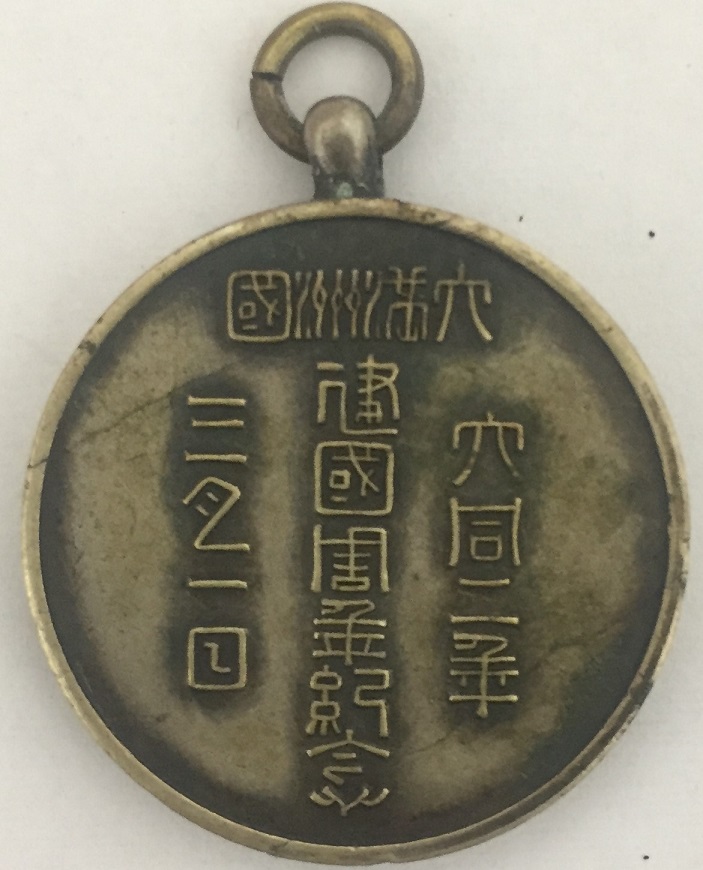 大滿洲國
大同二年
建國周年紀念
三月一日